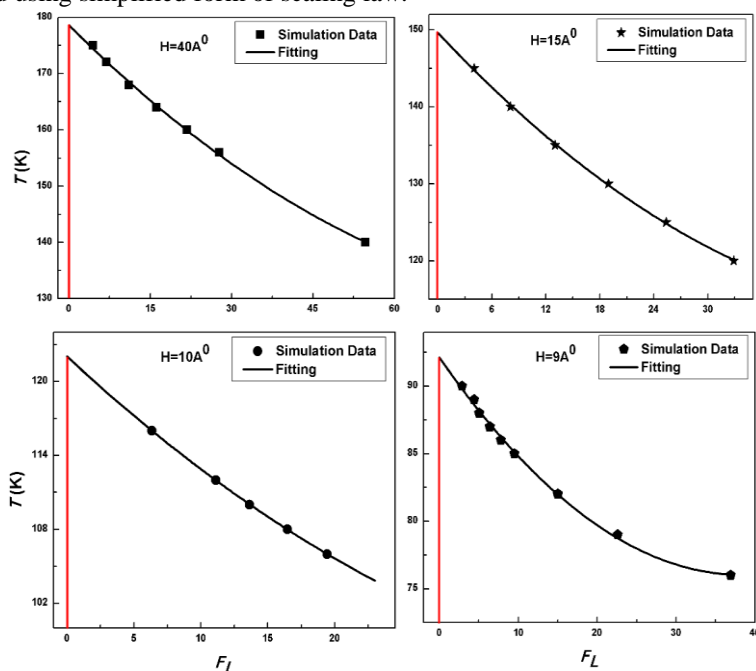 using simplified form of scaling law.
180
170
160
150
140
130
T (K)
H=40A0
Simulation Data
Fitting
0 15 30 45 60
150
140
130
120
H=15A0
Simulation Data
Fitting
0 6 12 18 24 30 36
120
114
108
102
T (K)
H=10A0
Simulation Data
Fitting
0 5 10 15 20
FL
90
85
80
75
H=9A0
Simulation Data
Fitting
0 10 20 30 40
FL